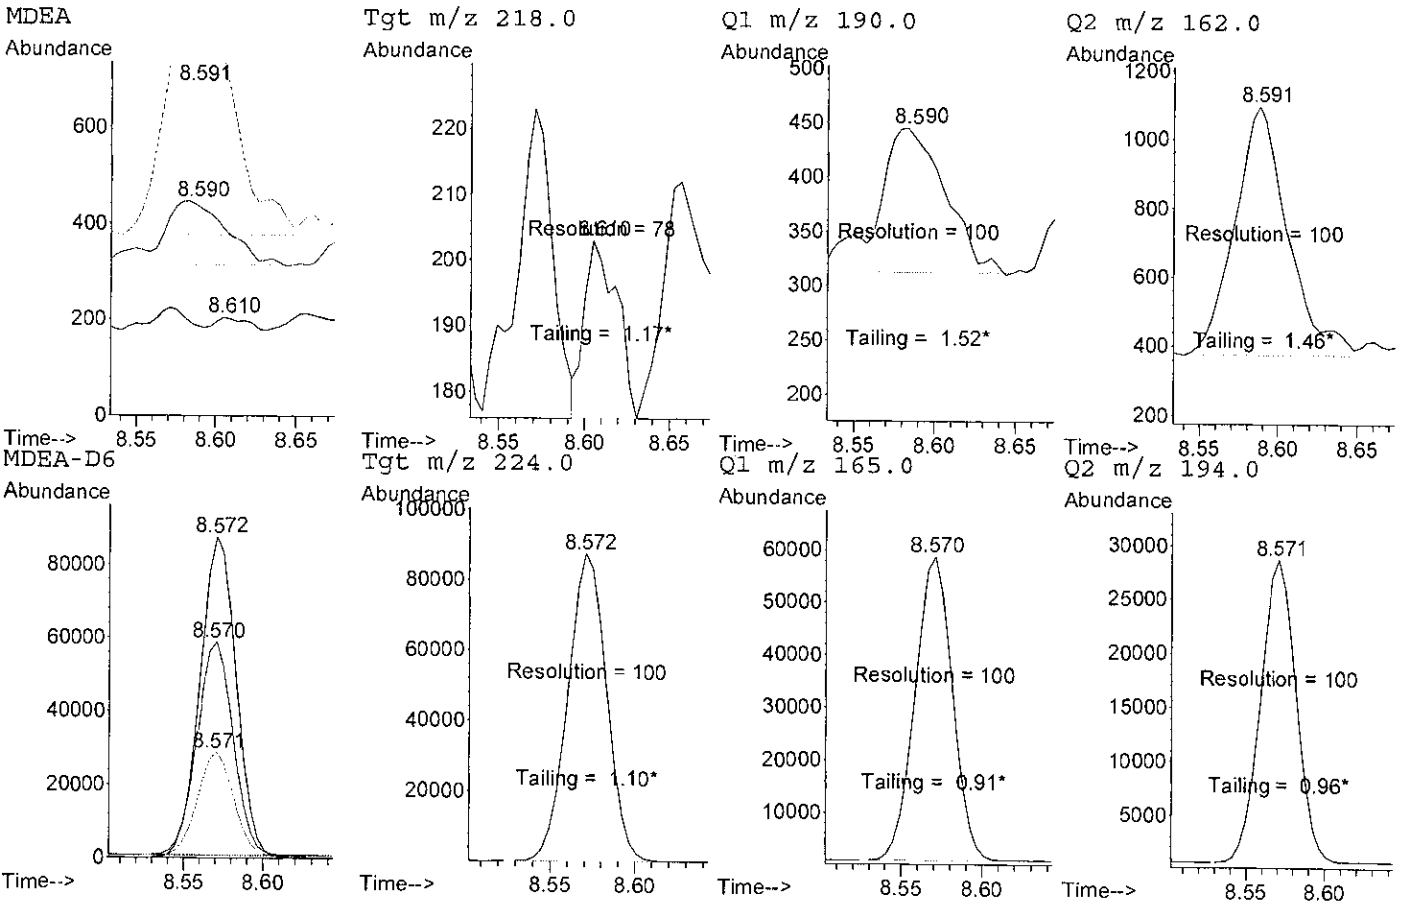 MDEA
Abundance
8.591
600
8.590
400
8.610
200
0
Time-->
8.55 8.60 8.65
Tgt m/z 218.0
Abundance
220
210
Resolution = 78
8.610
200
190
Tailing = 1.17*
180
Time-->
8.55 8.60 8.65
Q1 m/z 190.0
Abundance
500
450
8.590
400
350
Resolution = 100
300
250
Tailing = 1.52*
200
Time-->
8.55 8.60 8.65
Q2 m/z 162.0
Abundance
1200
8.591
1000
800
Resolution = 100
600
400
Tailing = 1.46*
200
Time-->
8.55 8.60 8.65
MDEA-D6
Abundance
8.572
80000
8.570
60000
40000
8.571
20000
0
Time-->
8.55 8.60
Tgt m/z 224.0
Abundance
100000
8.572
80000
60000
Resolution = 100
40000
20000
Tailing = 1.10*
Time-->
8.55 8.60
Q1 m/z 165.0
Abundance
60000
8.570
50000
40000
Resolution = 100
30000
20000
Tailing = 0.91*
10000
Time-->
8.55 8.60
Q2 m/z 194.0
Abundance
30000
8.571
25000
20000
Resolution = 100
15000
10000
Tailing = 0.96*
5000
Time-->
8.55 8.60